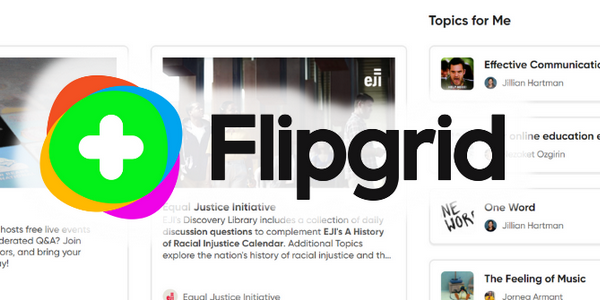 Topics for Me
eji
Effective Communicatio
Jillian Hartman
Flipgrid
online education e
Ozgirin
Equal Justice Initiative
EJI's Discovery Library includes a collection of daily
discussion questions to complement EJI's A History
of Racial Injustice Calendar. Additional Topics
explore the nation's history of racial injustice and th...
Equal Justice Initiative
hosts free live events
derated Q&A? Join
ors, and bring your
ay!
NE
WOR
One Word
Jillian Hartman
The Feeling of Music
Jornea Armant